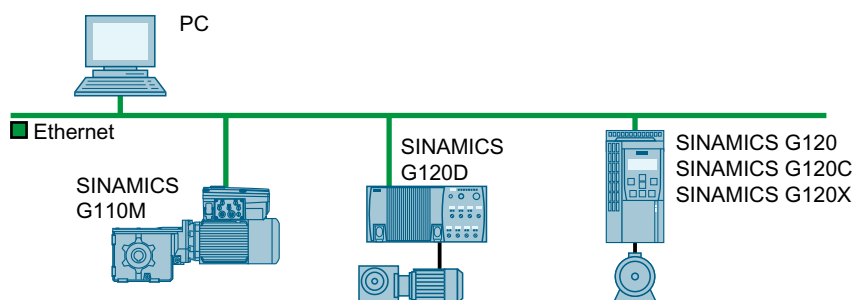 PC
Ethernet
SINAMICS
G110M
SINAMICS
G120D
SINAMICS G120
SINAMICS G120C
SINAMICS G120X